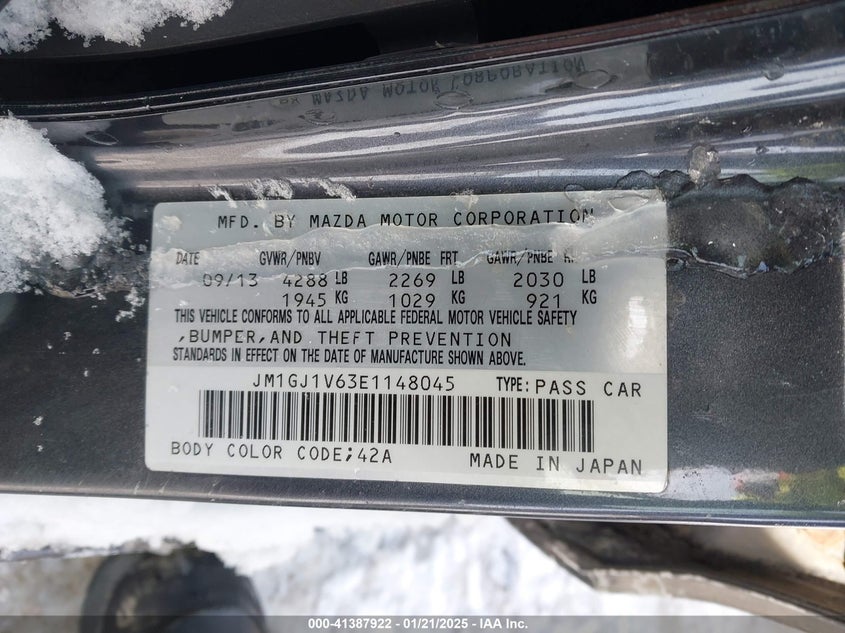 MFD. BY MAZDA MOTOR CORPORATION
DATE GVWR/PNBV GAWR/PNBE FRT GAWR/PNBE
09/13 4288 LB 2269 LB 2030 LB
1945 KG 1029 KG 921 KG
THIS VEHICLE CONFORMS TO ALL APPLICABLE FEDERAL MOTOR VEHICLE SAFETY
,BUMPER,AND THEFT PREVENTION
STANDARDS IN EFFECT ON THE DATE OF MANUFACTURE SHOWN ABOVE.
JM1GJ1V63E1148045 TYPE: PASS CAR
BODY COLOR CODE;42A MADE IN JAPAN
000-41387922 - 01/21/2025 - IAA Inc.